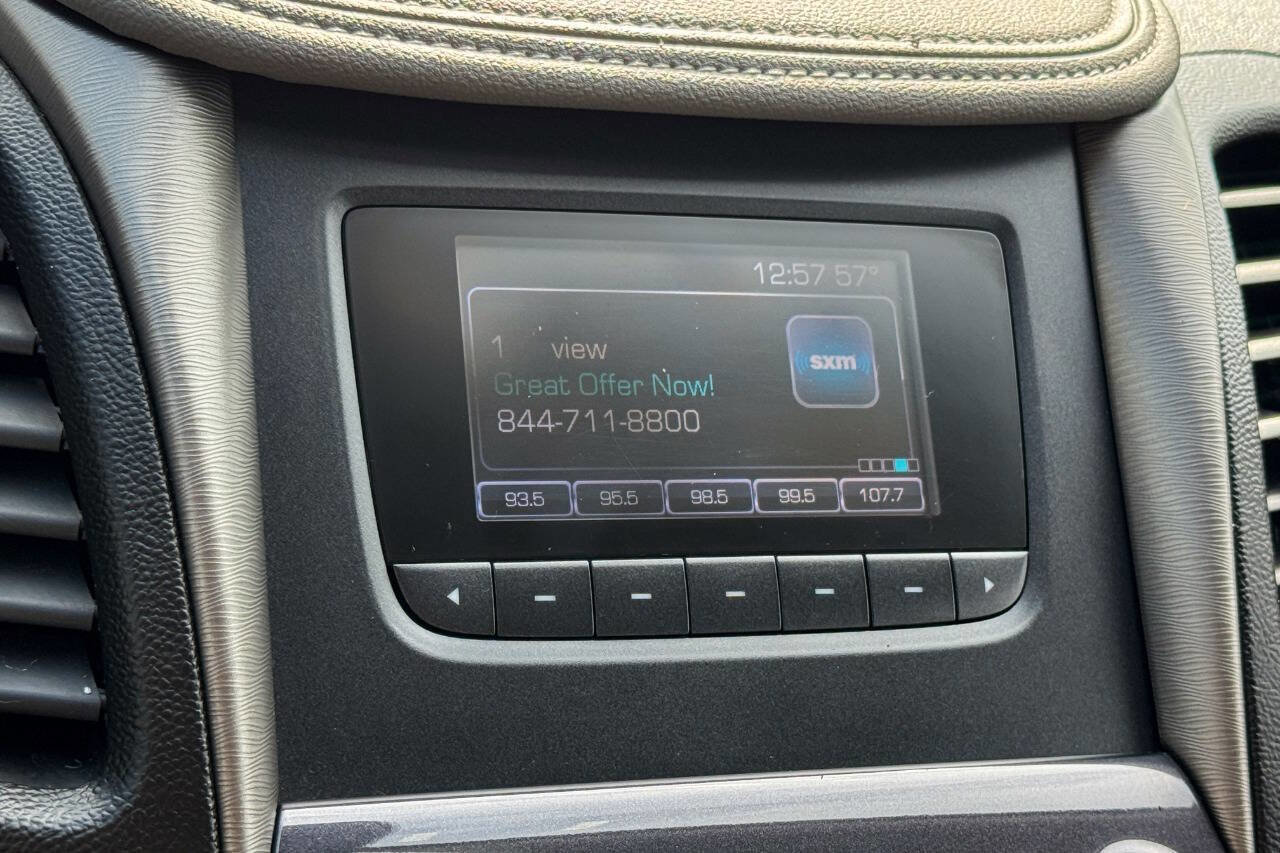 12:57 57°
1 view
sxm
Great Offer Now!
844-711-8800
93.5 95.5 98.5 99.5 107.7